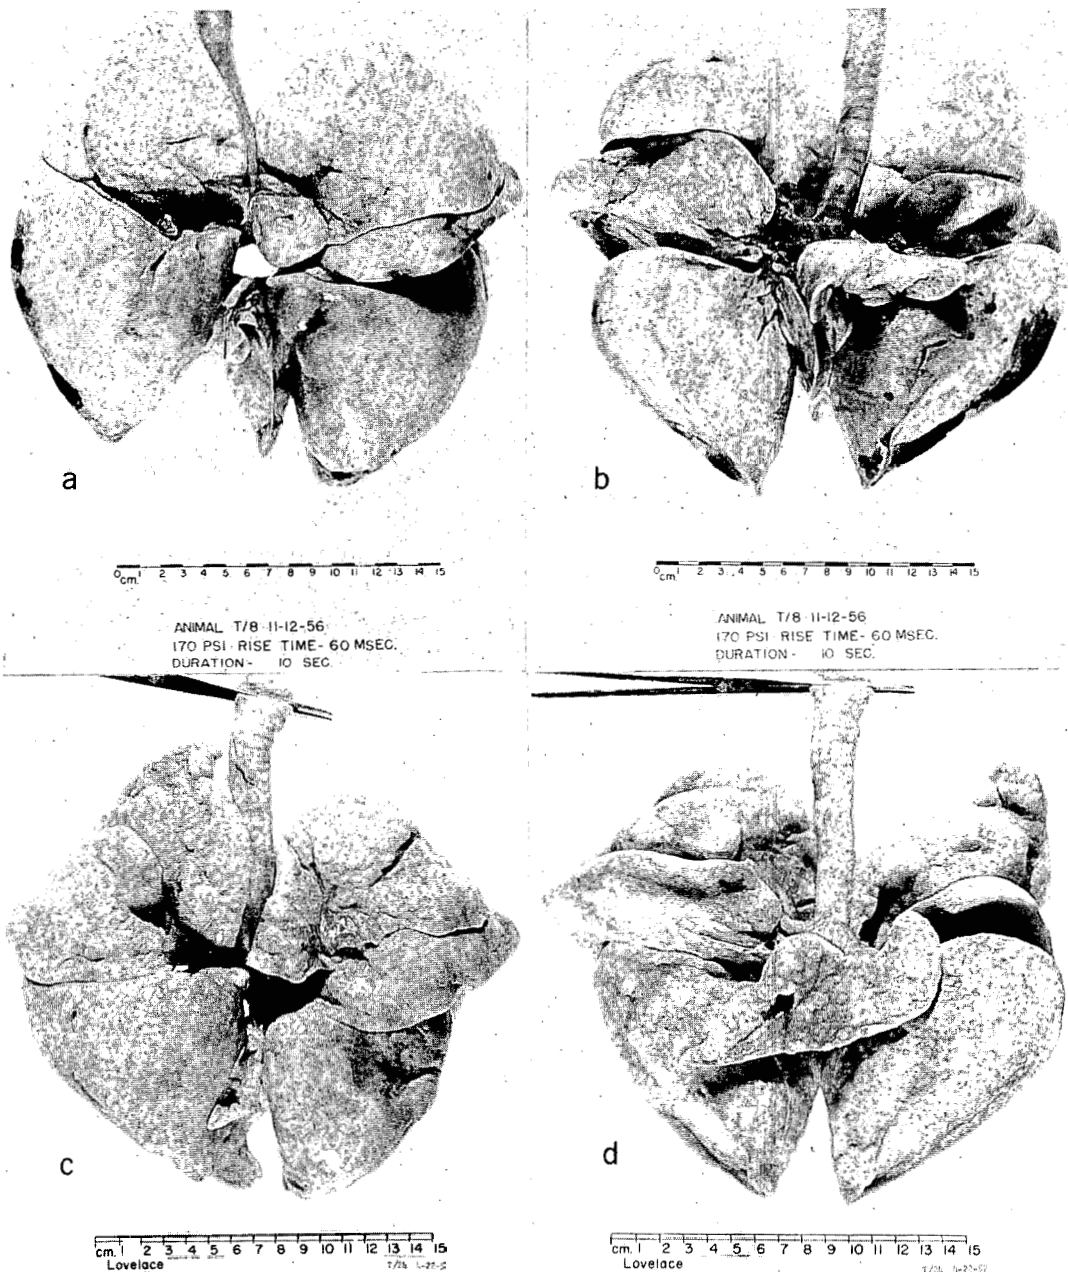 a
b
0 1 2 3 4 5 6 7 8 9 10 11 12 13 14 15
cm.
0 1 2 3 4 5 6 7 8 9 10 11 12 13 14 15
cm.
ANIMAL T/8 11-12-56
170 PSI · RISE TIME- 60 MSEC.
DURATION- 10 SEC.
ANIMAL T/8 11-12-56
170 PSI · RISE TIME- 60 MSEC.
DURATION- 10 SEC.
c
d
cm. 1 2 3 4 5 6 7 8 9 10 11 12 13 14 15
Lovelace
cm. 1 2 3 4 5 6 7 8 9 10 11 12 13 14 15
Lovelace